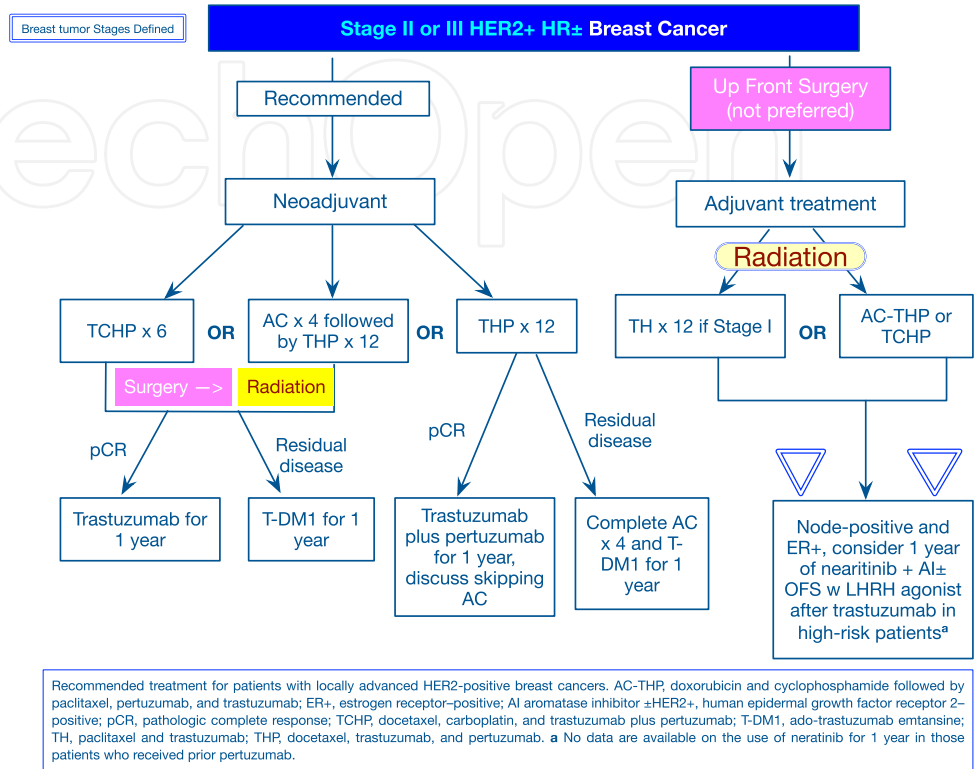 Breast tumor Stages Defined
Stage II or III HER2+ HR± Breast Cancer
Recommended
Up Front Surgery
(not preferred)
Neoadjuvant
Adjuvant treatment
Radiation
TCHP x 6
OR
AC x 4 followed
by THP x 12
OR
THP x 12
TH x 12 if Stage I
OR
AC-THP or
TCHP
Surgery —>
Radiation
pCR
Residual
disease
pCR
Residual
disease
Trastuzumab for
1 year
T-DM1 for 1
year
Trastuzumab
plus pertuzumab
for 1 year,
discuss skipping
AC
Complete AC
x 4 and T-
DM1 for 1
year
Node-positive and
ER+, consider 1 year
of nearitinib + AI±
OFS w LHRH agonist
after trastuzumab in
high-risk patientsᵃ
Recommended treatment for patients with locally advanced HER2-positive breast cancers. AC-THP, doxorubicin and cyclophosphamide followed by
paclitaxel, pertuzumab, and trastuzumab; ER+, estrogen receptor–positive; AI aromatase inhibitor ±HER2+, human epidermal growth factor receptor 2–
positive; pCR, pathologic complete response; TCHP, docetaxel, carboplatin, and trastuzumab plus pertuzumab; T-DM1, ado-trastuzumab emtansine;
TH, paclitaxel and trastuzumab; THP, docetaxel, trastuzumab, and pertuzumab. a No data are available on the use of neratinib for 1 year in those
patients who received prior pertuzumab.
echOpen